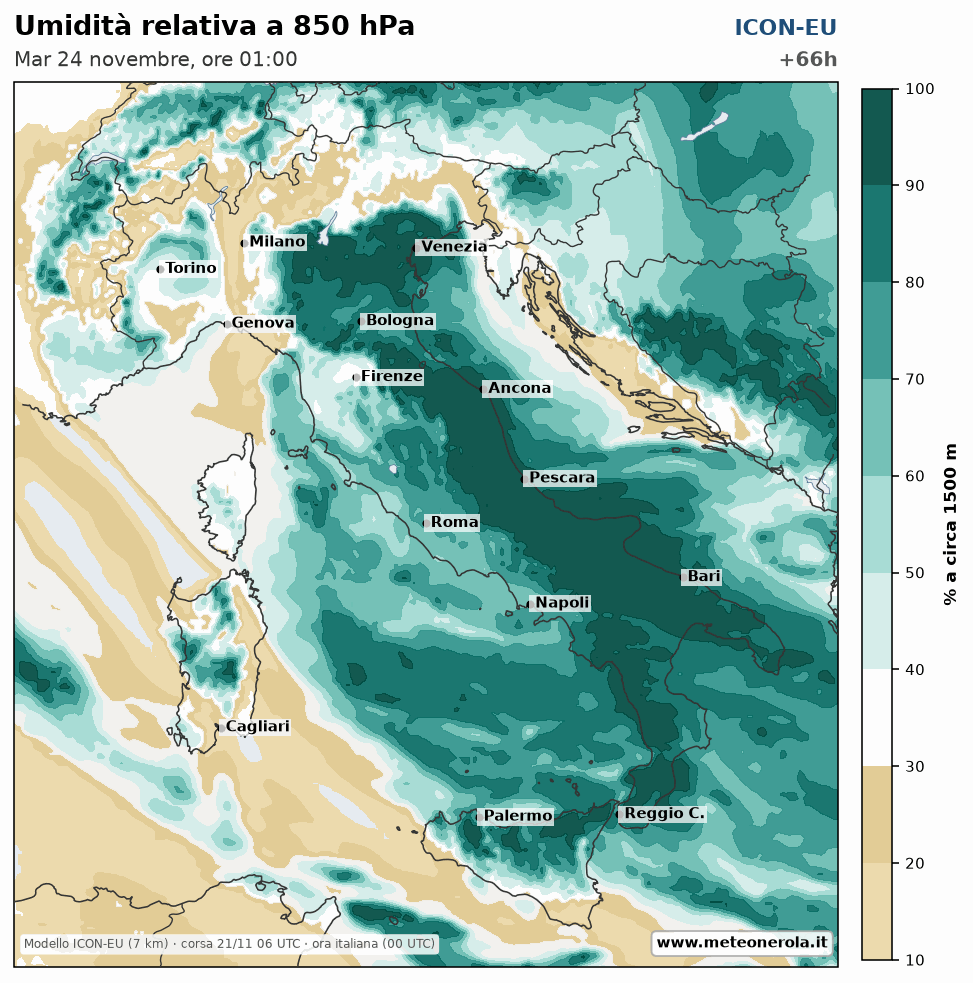 Umidità relativa a 850 hPa
ICON-EU
Mar 24 novembre, ore 01:00
+66h
100
90
80
70
60
50
40
30
20
10
% a circa 1500 m
Milano
Venezia
Torino
Genova
Bologna
Firenze
Ancona
Pescara
Roma
Bari
Napoli
Cagliari
Palermo
Reggio C.
Modello ICON-EU (7 km) · corsa 21/11 06 UTC · ora italiana (00 UTC)
www.meteonerola.it